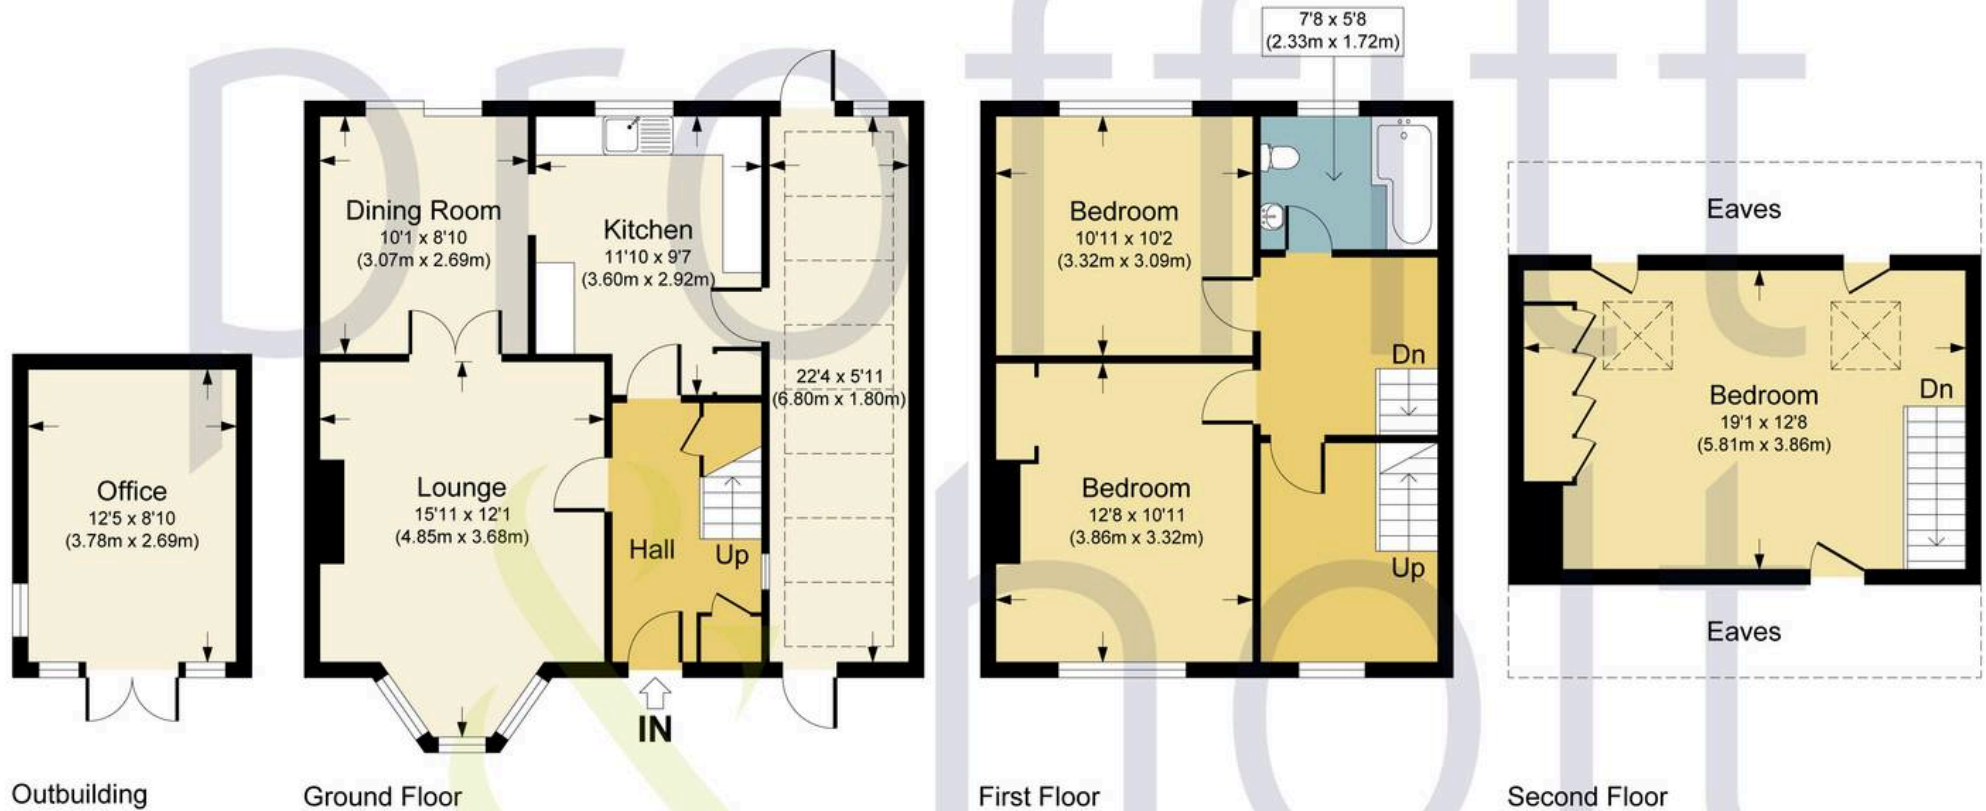 proffitt
& holt
7'8 x 5'8
(2.33m x 1.72m)
Dining Room
10'1 x 8'10
(3.07m x 2.69m)
Kitchen
11'10 x 9'7
(3.60m x 2.92m)
22'4 x 5'11
(6.80m x 1.80m)
Office
12'5 x 8'10
(3.78m x 2.69m)
Lounge
15'11 x 12'1
(4.85m x 3.68m)
Hall
Up
IN
Bedroom
10'11 x 10'2
(3.32m x 3.09m)
Dn
Bedroom
12'8 x 10'11
(3.86m x 3.32m)
Up
Eaves
Bedroom
19'1 x 12'8
(5.81m x 3.86m)
Dn
Eaves
Outbuilding
Ground Floor
First Floor
Second Floor